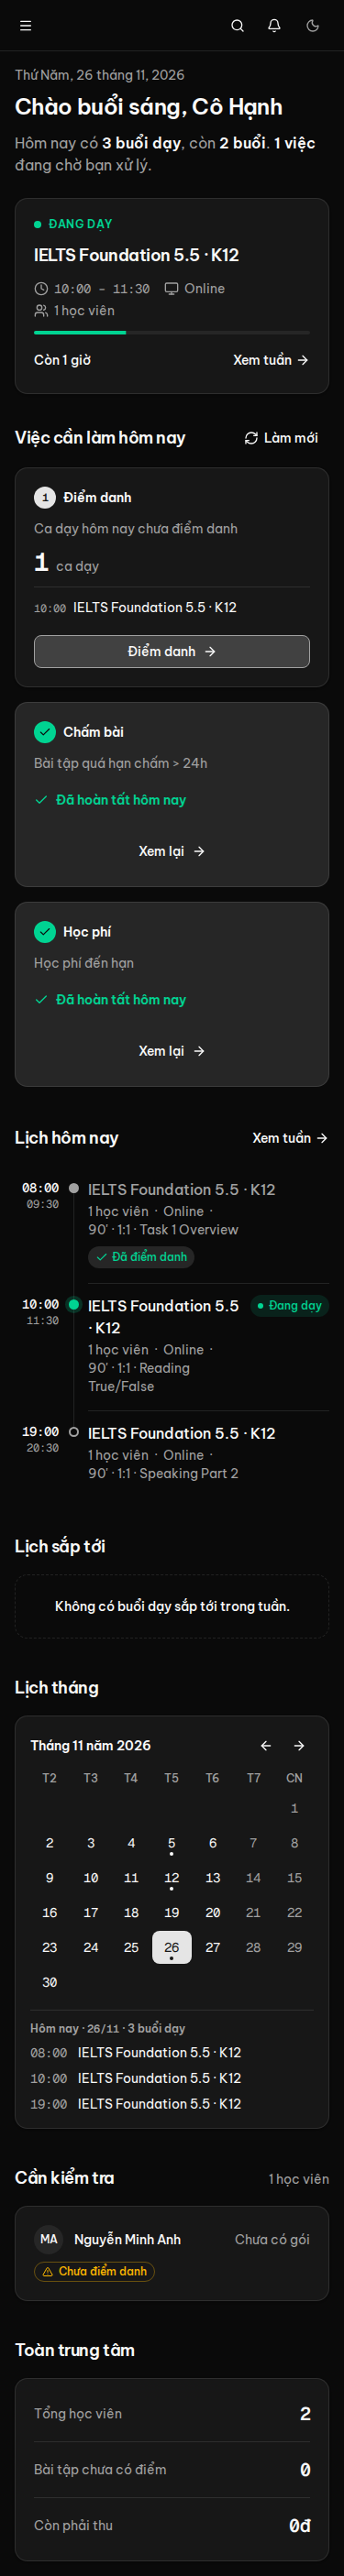 Thứ Năm, 26 tháng 11, 2026
Chào buổi sáng, Cô Hạnh
Hôm nay có 3 buổi dạy, còn 2 buổi. 1 việc
đang chờ bạn xử lý.
ĐANG DẠY
IELTS Foundation 5.5 · K12
10:00 – 11:30 Online
1 học viên
Còn 1 giờ Xem tuần →
Việc cần làm hôm nay Làm mới
1 Điểm danh
Ca dạy hôm nay chưa điểm danh
1 ca dạy
10:00 IELTS Foundation 5.5 · K12
Điểm danh →
Chấm bài
Bài tập quá hạn chấm > 24h
Đã hoàn tất hôm nay
Xem lại →
Học phí
Học phí đến hạn
Đã hoàn tất hôm nay
Xem lại →
Lịch hôm nay Xem tuần →
08:00 IELTS Foundation 5.5 · K12
09:30 1 học viên · Online ·
90' · 1:1 · Task 1 Overview
Đã điểm danh
10:00 IELTS Foundation 5.5 Đang dạy
11:30 · K12
1 học viên · Online ·
90' · 1:1 · Reading
True/False
19:00 IELTS Foundation 5.5 · K12
20:30 1 học viên · Online ·
90' · 1:1 · Speaking Part 2
Lịch sắp tới
Không có buổi dạy sắp tới trong tuần.
Lịch tháng
Tháng 11 năm 2026 ← →
T2 T3 T4 T5 T6 T7 CN
1
2 3 4 5 6 7 8
9 10 11 12 13 14 15
16 17 18 19 20 21 22
23 24 25 26 27 28 29
30
Hôm nay · 26/11 · 3 buổi dạy
08:00 IELTS Foundation 5.5 · K12
10:00 IELTS Foundation 5.5 · K12
19:00 IELTS Foundation 5.5 · K12
Cần kiểm tra 1 học viên
MA Nguyễn Minh Anh Chưa có gói
Chưa điểm danh
Toàn trung tâm
Tổng học viên 2
Bài tập chưa có điểm 0
Còn phải thu 0đ